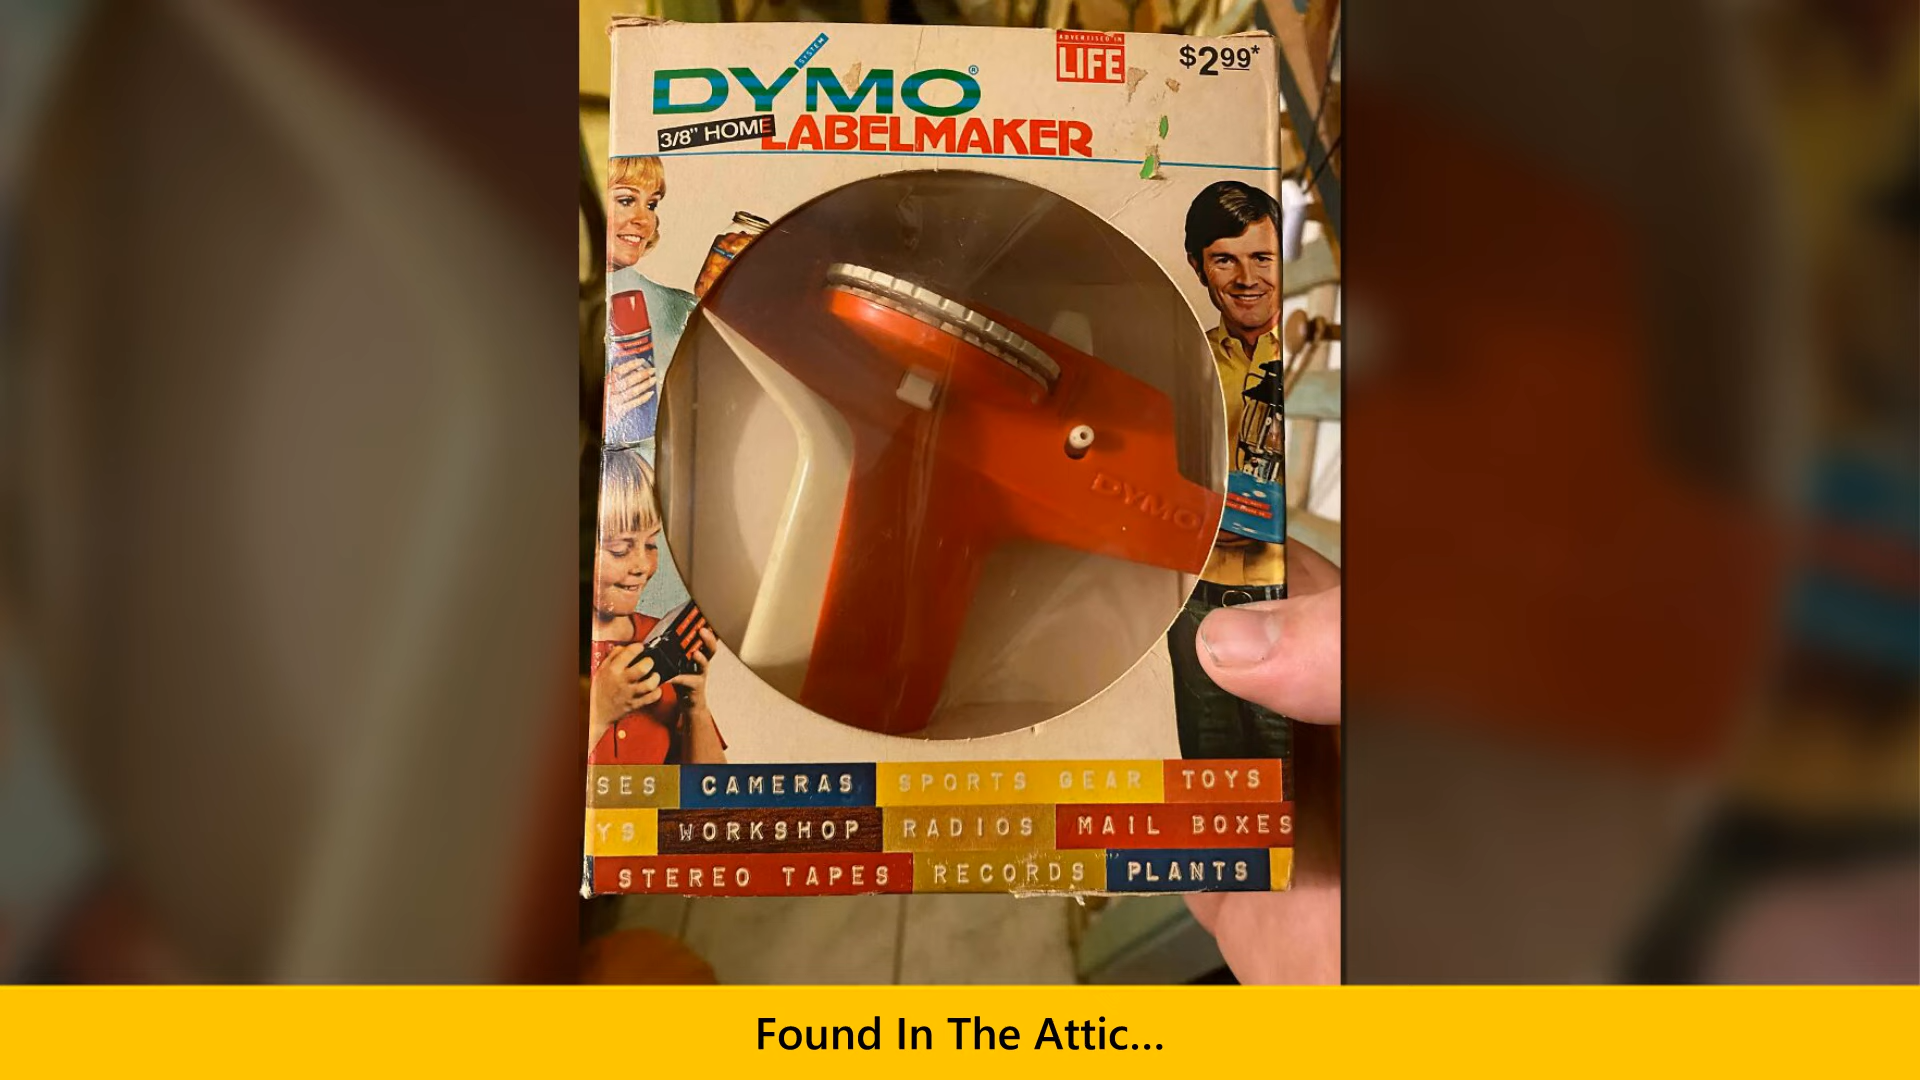 SYSTEM
DYMO®
ADVERTISED IN
LIFE
$2.99*
3/8" HOME
LABELMAKER
DYMO
SES CAMERAS SPORTS GEAR TOYS
YS WORKSHOP RADIOS MAIL BOXES
STEREO TAPES RECORDS PLANTS
Found In The Attic...